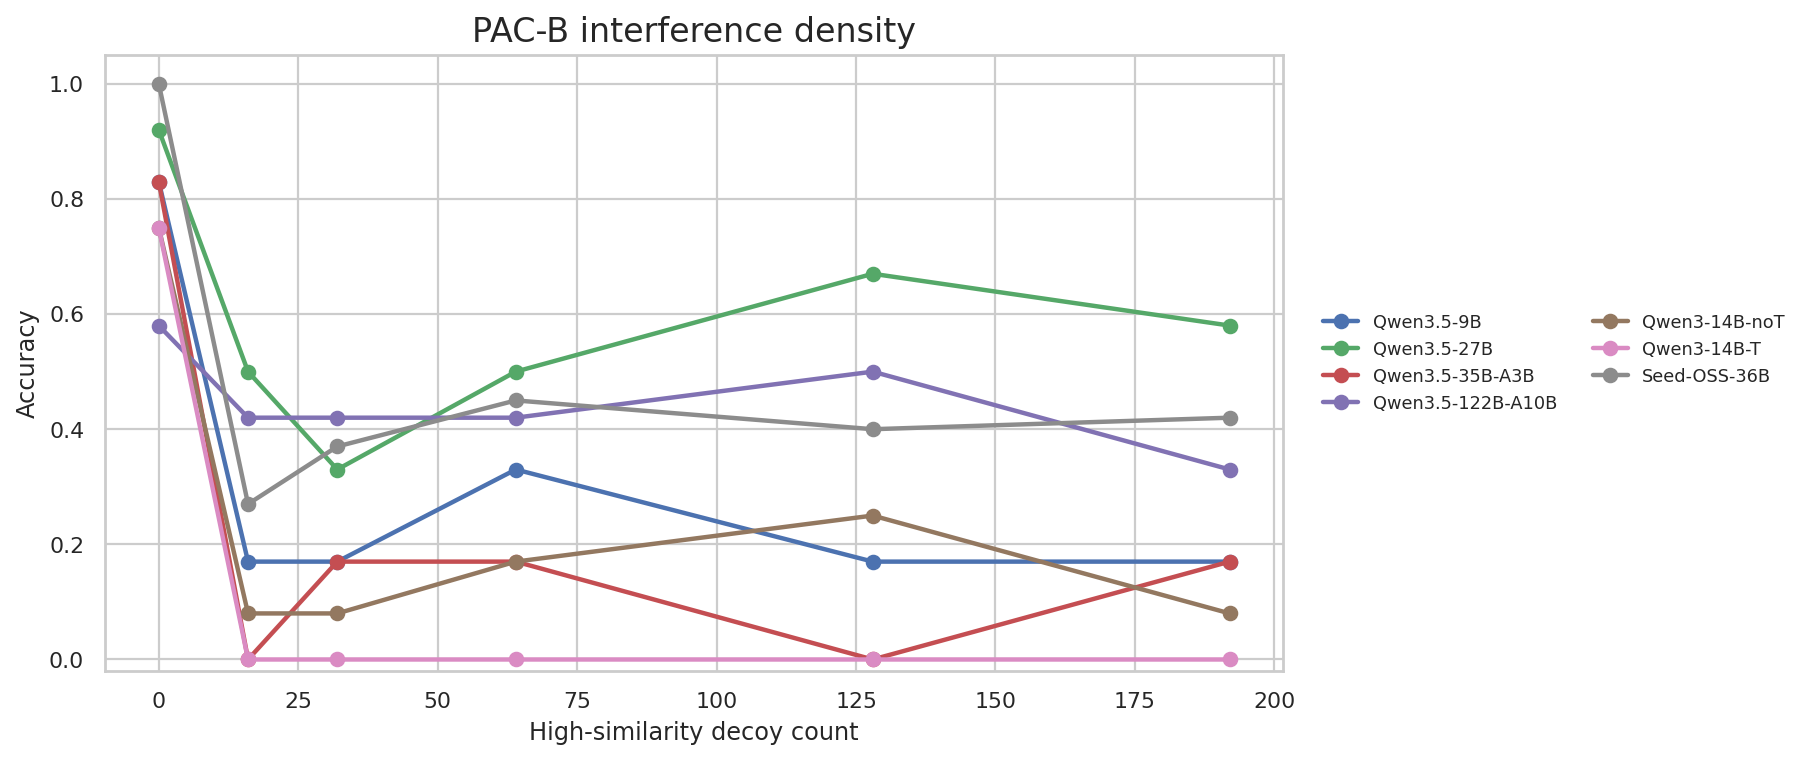 PAC-B interference density
Accuracy
1.0
0.8
0.6
0.4
0.2
0.0
0 25 50 75 100 125 150 175 200
High-similarity decoy count
Qwen3.5-9B
Qwen3.5-27B
Qwen3.5-35B-A3B
Qwen3.5-122B-A10B
Qwen3-14B-noT
Qwen3-14B-T
Seed-OSS-36B